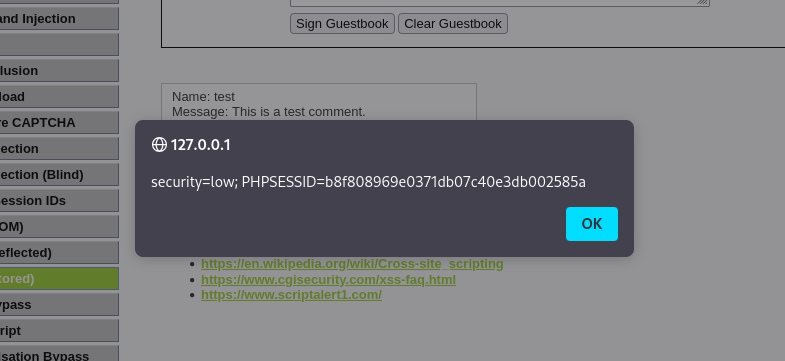 and Injection
Sign Guestbook Clear Guestbook
lusion
load
re CAPTCHA
ection
ection (Blind)
ession IDs
OM)
eflected)
tored)
ypass
ript
isation Bypass
Name: test
Message: This is a test comment.
127.0.0.1
security=low; PHPSESSID=b8f808969e0371db07c40e3db002585a
OK
https://en.wikipedia.org/wiki/Cross-site_scripting
https://www.cgisecurity.com/xss-faq.html
https://www.scriptalert1.com/